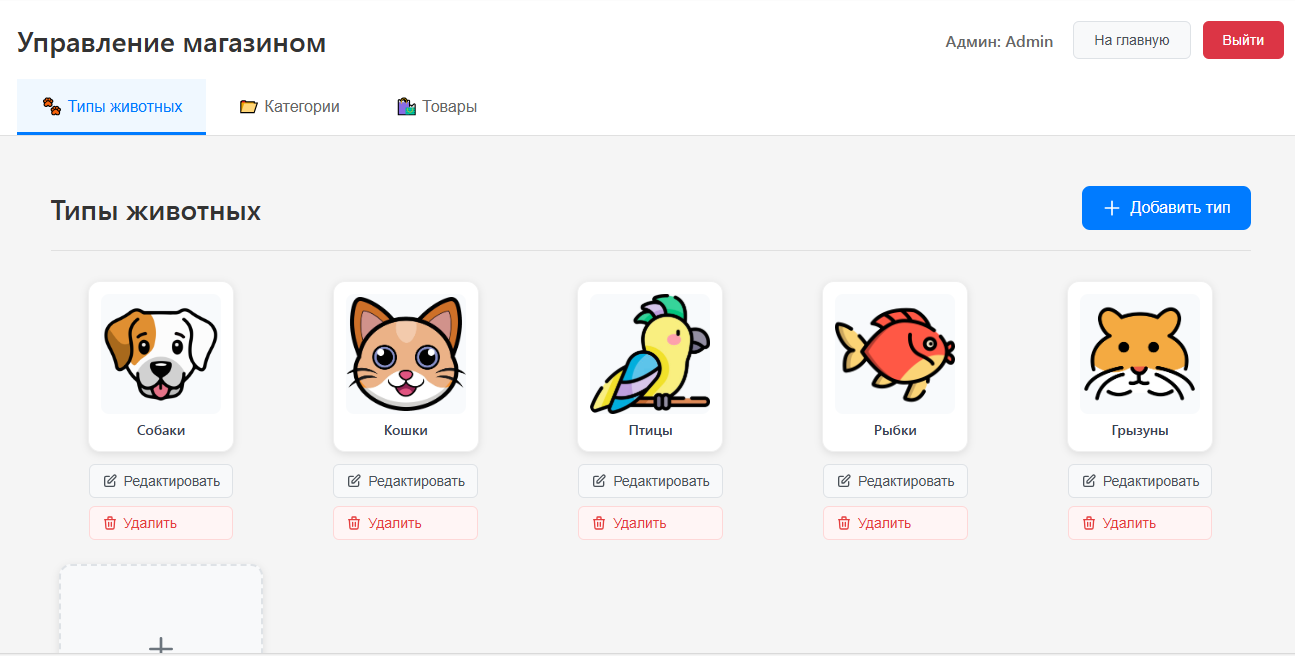 Управление магазином
Админ: Admin
На главную
Выйти
Типы животных
Категории
Товары
Типы животных
+ Добавить тип
Собаки
Кошки
Птицы
Рыбки
Грызуны
Редактировать
Редактировать
Редактировать
Редактировать
Редактировать
Удалить
Удалить
Удалить
Удалить
Удалить
+